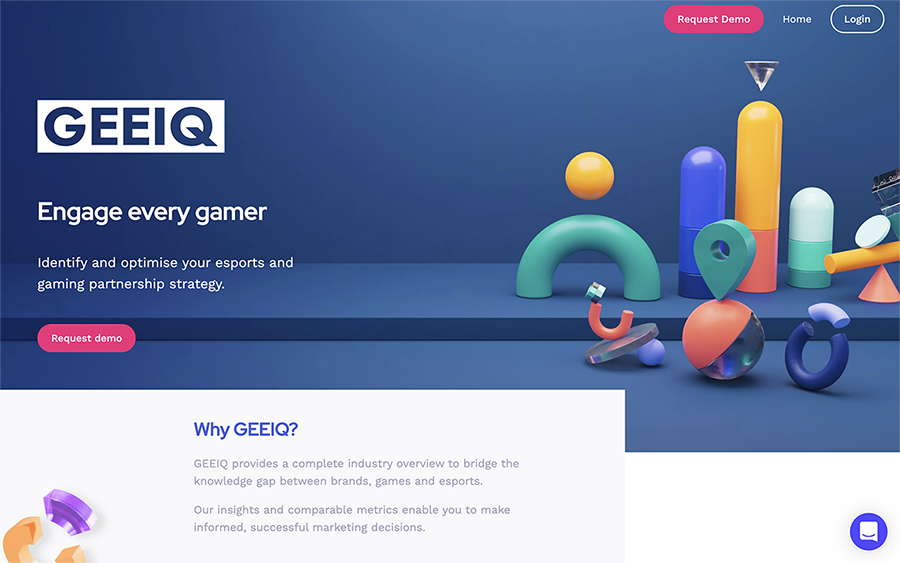 Request Demo
Home
Login
GEEIQ
Engage every gamer
Identify and optimise your esports and
gaming partnership strategy.
Request demo
Why GEEIQ?
GEEIQ provides a complete industry overview to bridge the
knowledge gap between brands, games and esports.
Our insights and comparable metrics enable you to make
informed, successful marketing decisions.